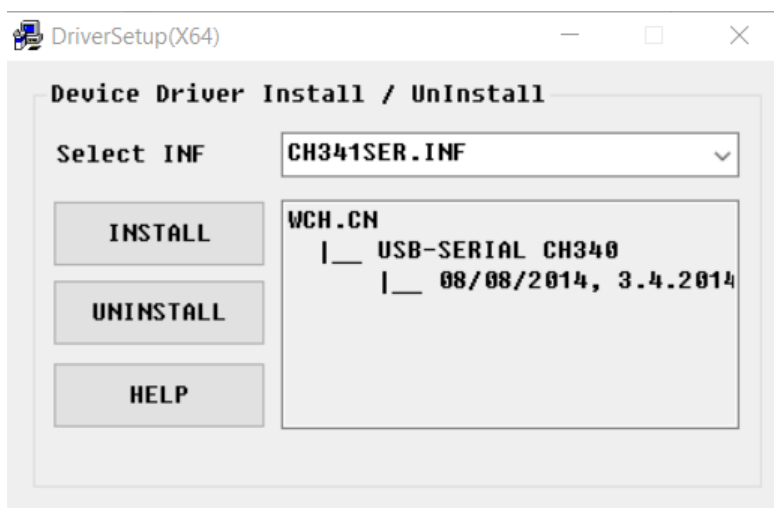 DriverSetup(X64)
Device Driver Install / UnInstall
Select INF
CH341SER.INF
INSTALL
UNINSTALL
HELP
WCH.CN
|__ USB-SERIAL CH340
|__ 08/08/2014, 3.4.2014